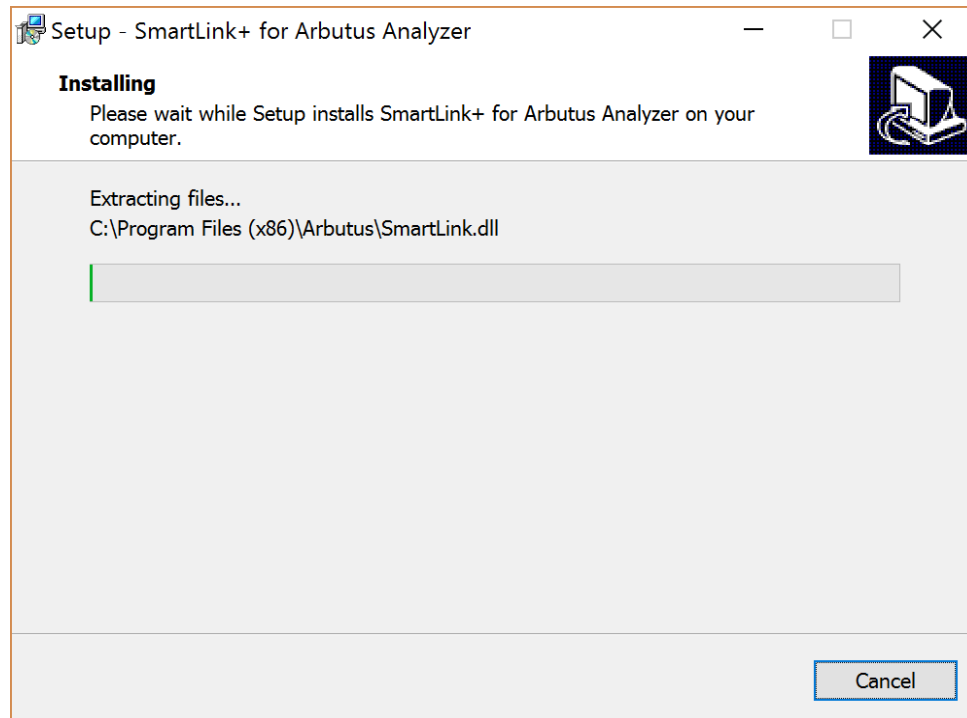 Setup - SmartLink+ for Arbutus Analyzer
Installing
Please wait while Setup installs SmartLink+ for Arbutus Analyzer on your
computer.
Extracting files...
C:\Program Files (x86)\Arbutus\SmartLink.dll
Cancel